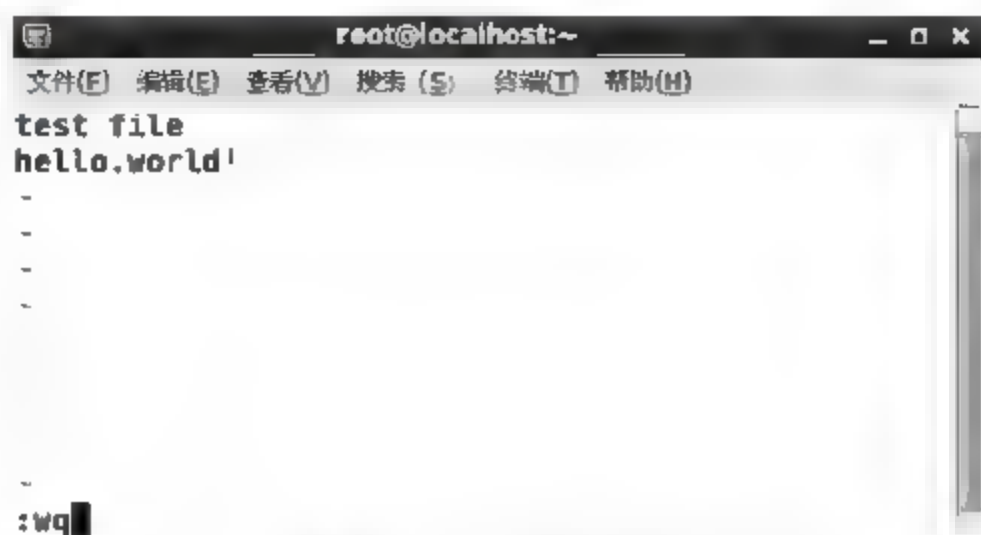 root@localhost:~
文件(F) 编辑(E) 查看(V) 搜索 (S) 终端(T) 帮助(H)
test file
hello,world!
~
~
~
~
~
:wq